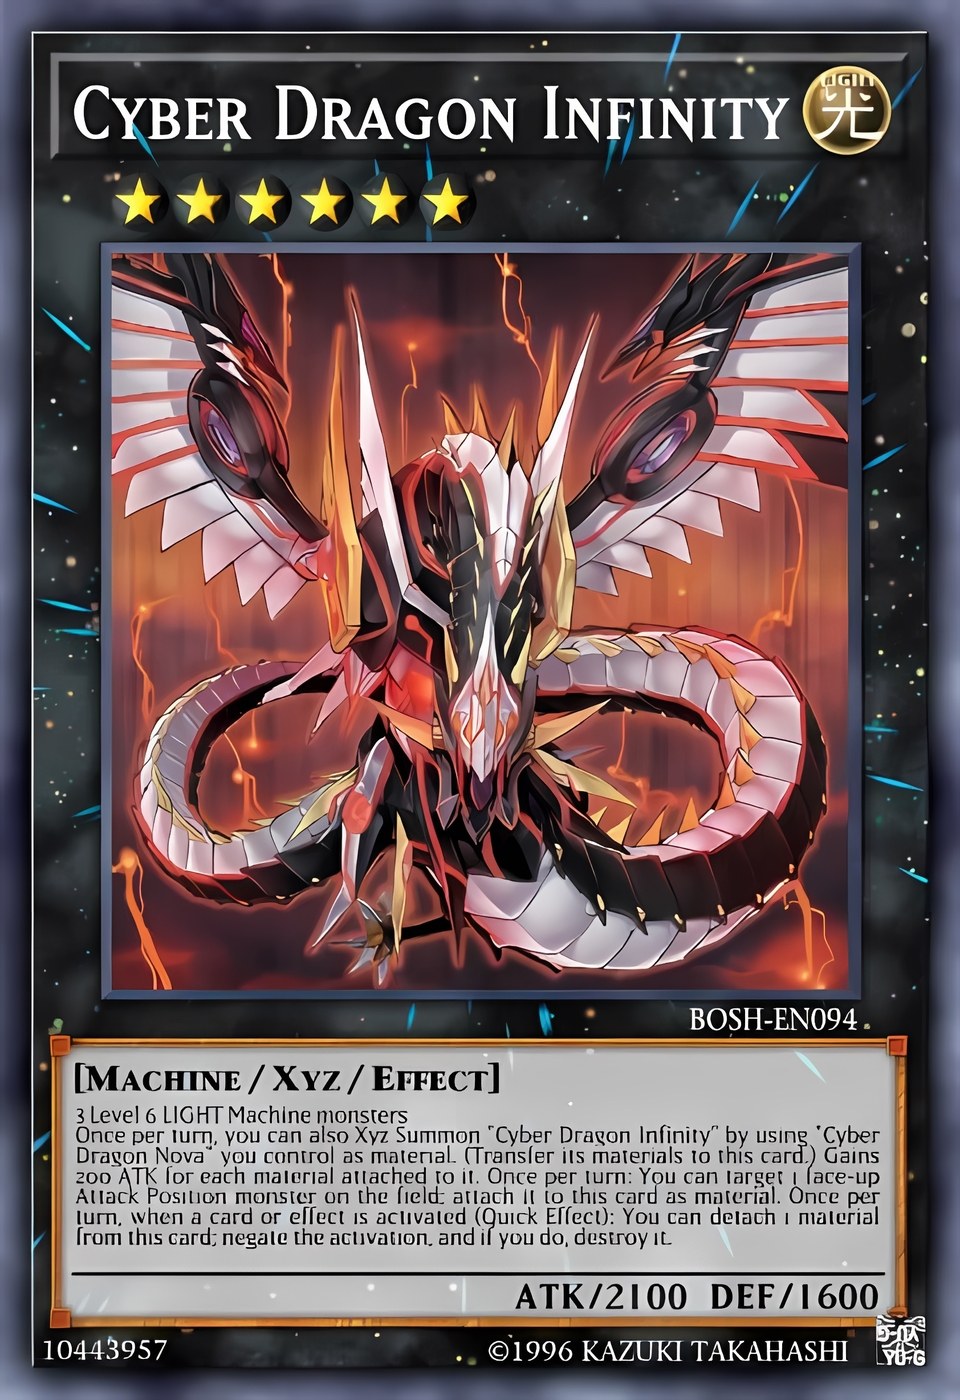 CYBER DRAGON INFINITY
LIGHT
光
BOSH-EN094
[MACHINE / XYZ / EFFECT]
3 Level 6 LIGHT Machine monsters
Once per turn, you can also Xyz Summon "Cyber Dragon Infinity" by using "Cyber
Dragon Nova" you control as material. (Transfer its materials to this card.) Gains
200 ATK for each material attached to it. Once per turn: You can target 1 face-up
Attack Position monster on the field; attach it to this card as material. Once per
turn, when a card or effect is activated (Quick Effect): You can detach 1 material
from this card; negate the activation, and if you do, destroy it.
ATK/2100 DEF/1600
10443957
©1996 KAZUKI TAKAHASHI